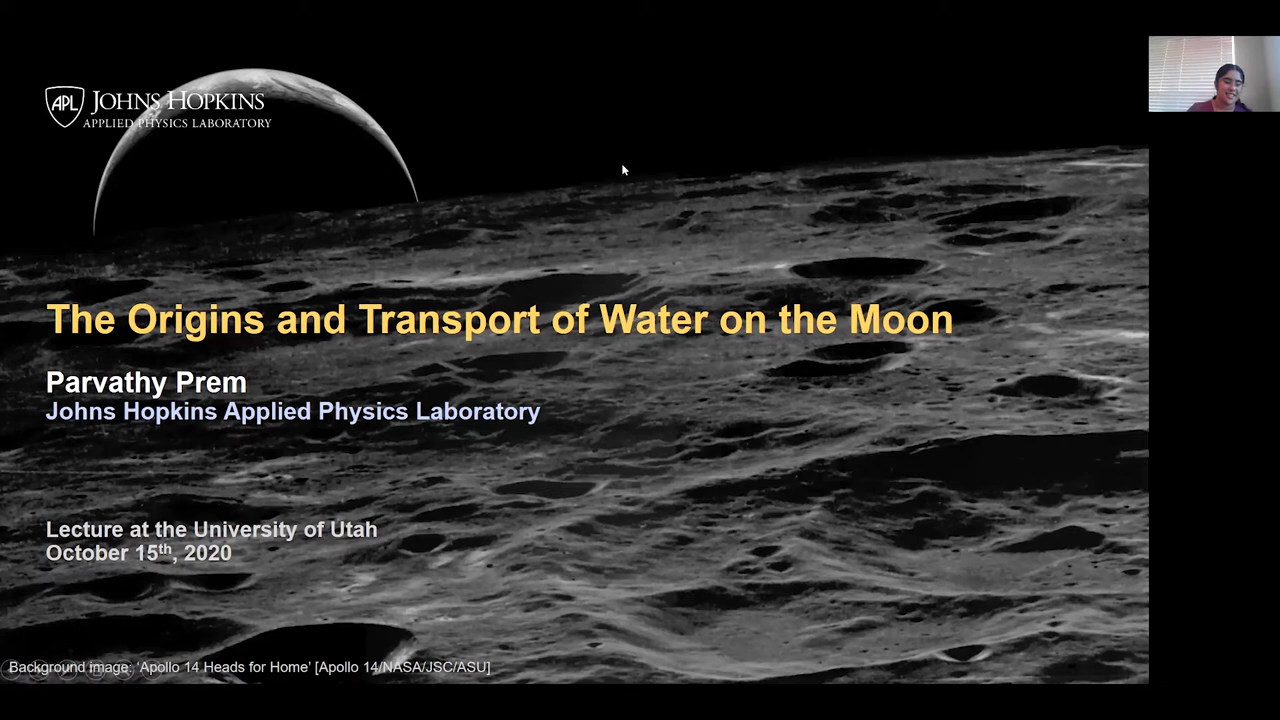 APL JOHNS HOPKINS
APPLIED PHYSICS LABORATORY
The Origins and Transport of Water on the Moon
Parvathy Prem
Johns Hopkins Applied Physics Laboratory
Lecture at the University of Utah
October 15th, 2020
Background image: 'Apollo 14 Heads for Home' [Apollo 14/NASA/JSC/ASU]